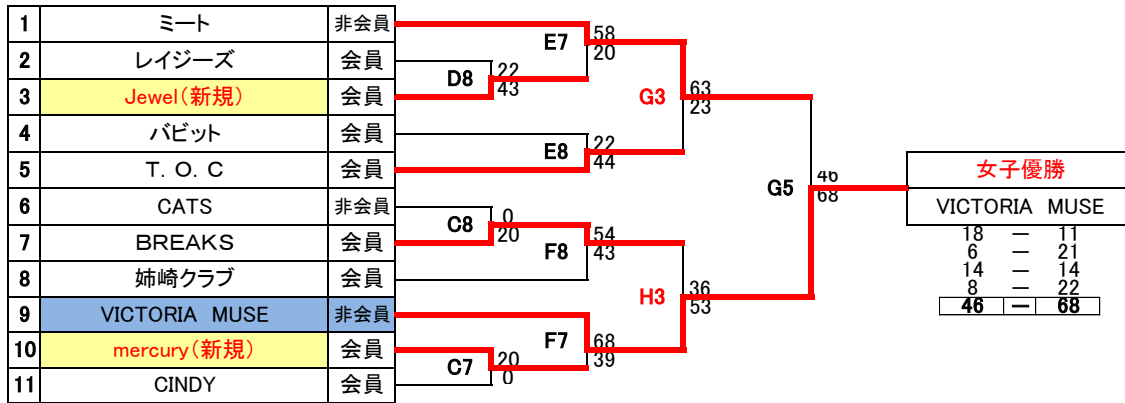 1 ミート 非会員
2 レイジーズ 会員
3 Jewel(新規) 会員
4 バビット 会員
5 T.O.C 会員
6 CATS 非会員
7 BREAKS 会員
8 姉崎クラブ 会員
9 VICTORIA MUSE 非会員
10 mercury(新規) 会員
11 CINDY 会員
E7 58
20
D8 22
43
G3 63
23
E8 22
44
G5 46
68
C8 0
20
F8 54
43
H3 36
53
F7 68
39
C7 20
0
女子優勝
VICTORIA MUSE
18 - 11
6 - 21
14 - 14
8 - 22
46 - 68